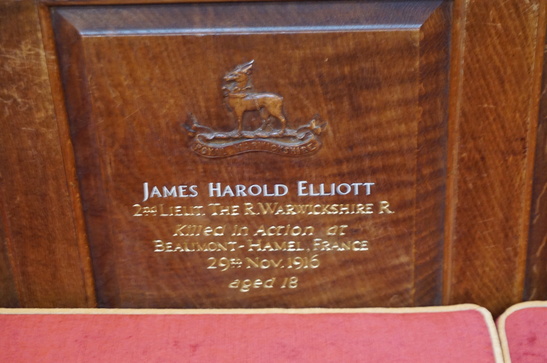 JAMES HAROLD ELLIOTT
2ND LIEUT. THE R. WARWICKSHIRE R.
Killed in Action at
BEAUMONT-HAMEL, FRANCE
29TH NOV. 1916
aged 18